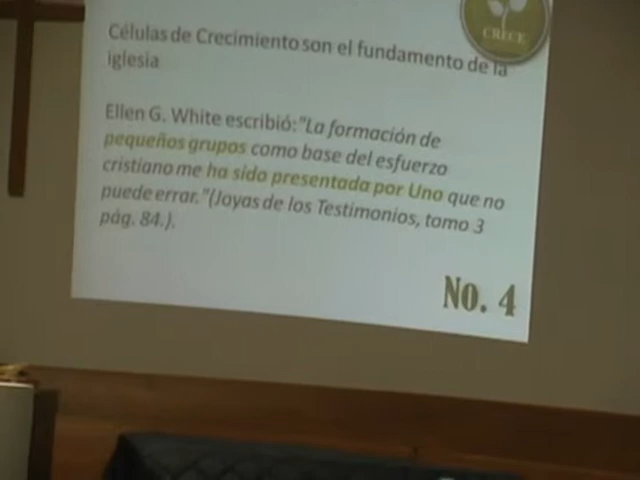 CRECE
Células de Crecimiento son el fundamento de la
iglesia
Ellen G. White escribió:"La formación de
pequeños grupos como base del esfuerzo
cristiano me ha sido presentada por Uno que no
puede errar."(Joyas de los Testimonios, tomo 3
pág. 84.).
No. 4